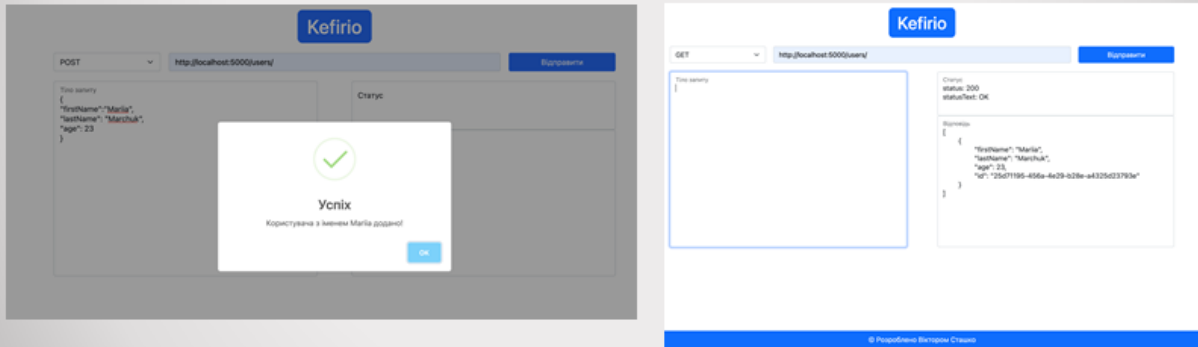 Kefirio
POST
http://localhost:5000/users/
Відправити
Тіло запиту
{
"firstName":"Mariia",
"lastName": "Marchuk",
"age": 23
}
Статус
Успіх
Користувача з іменем Mariia додано!
OK
Kefirio
GET
http://localhost:5000/users/
Відправити
Тіло запиту
Статус
status: 200
statusText: OK
Відповідь
[
{
"firstName": "Mariia",
"lastName": "Marchuk",
"age": 23,
"id": "25d71195-456a-4e29-b28e-a4325d23793e"
}
]
© Розроблено Віктором Сташко